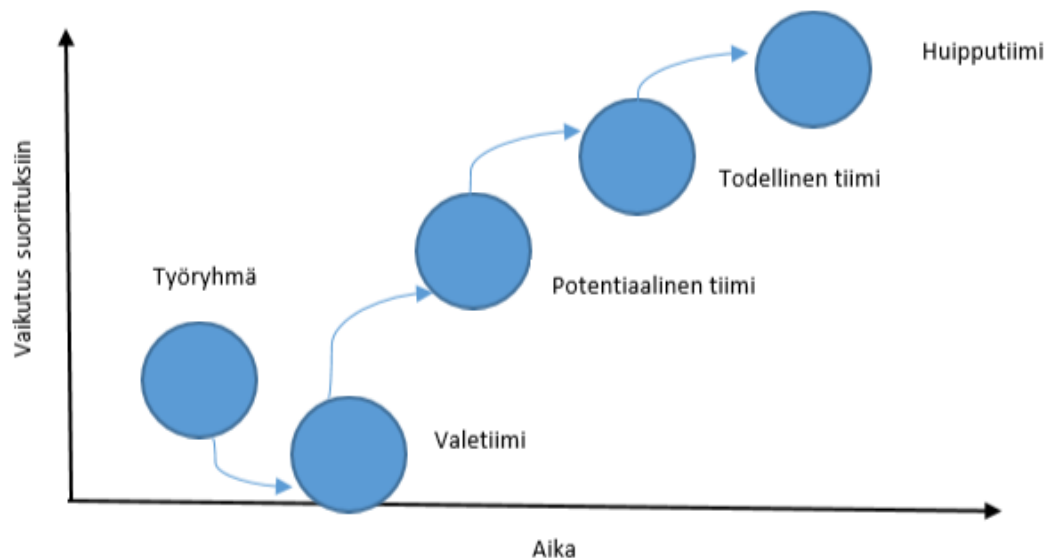 Huipputiimi
Todellinen tiimi
Työryhmä
Potentiaalinen tiimi
Valetiimi
Vaikutus suorituksiin
Aika